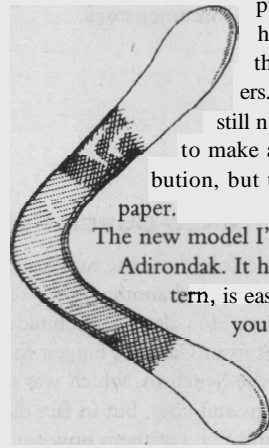 p
h
th
ers.
still n
to make a
bution, but t
paper.
The new model I'
Adirondak. It h
tern, is eas
you